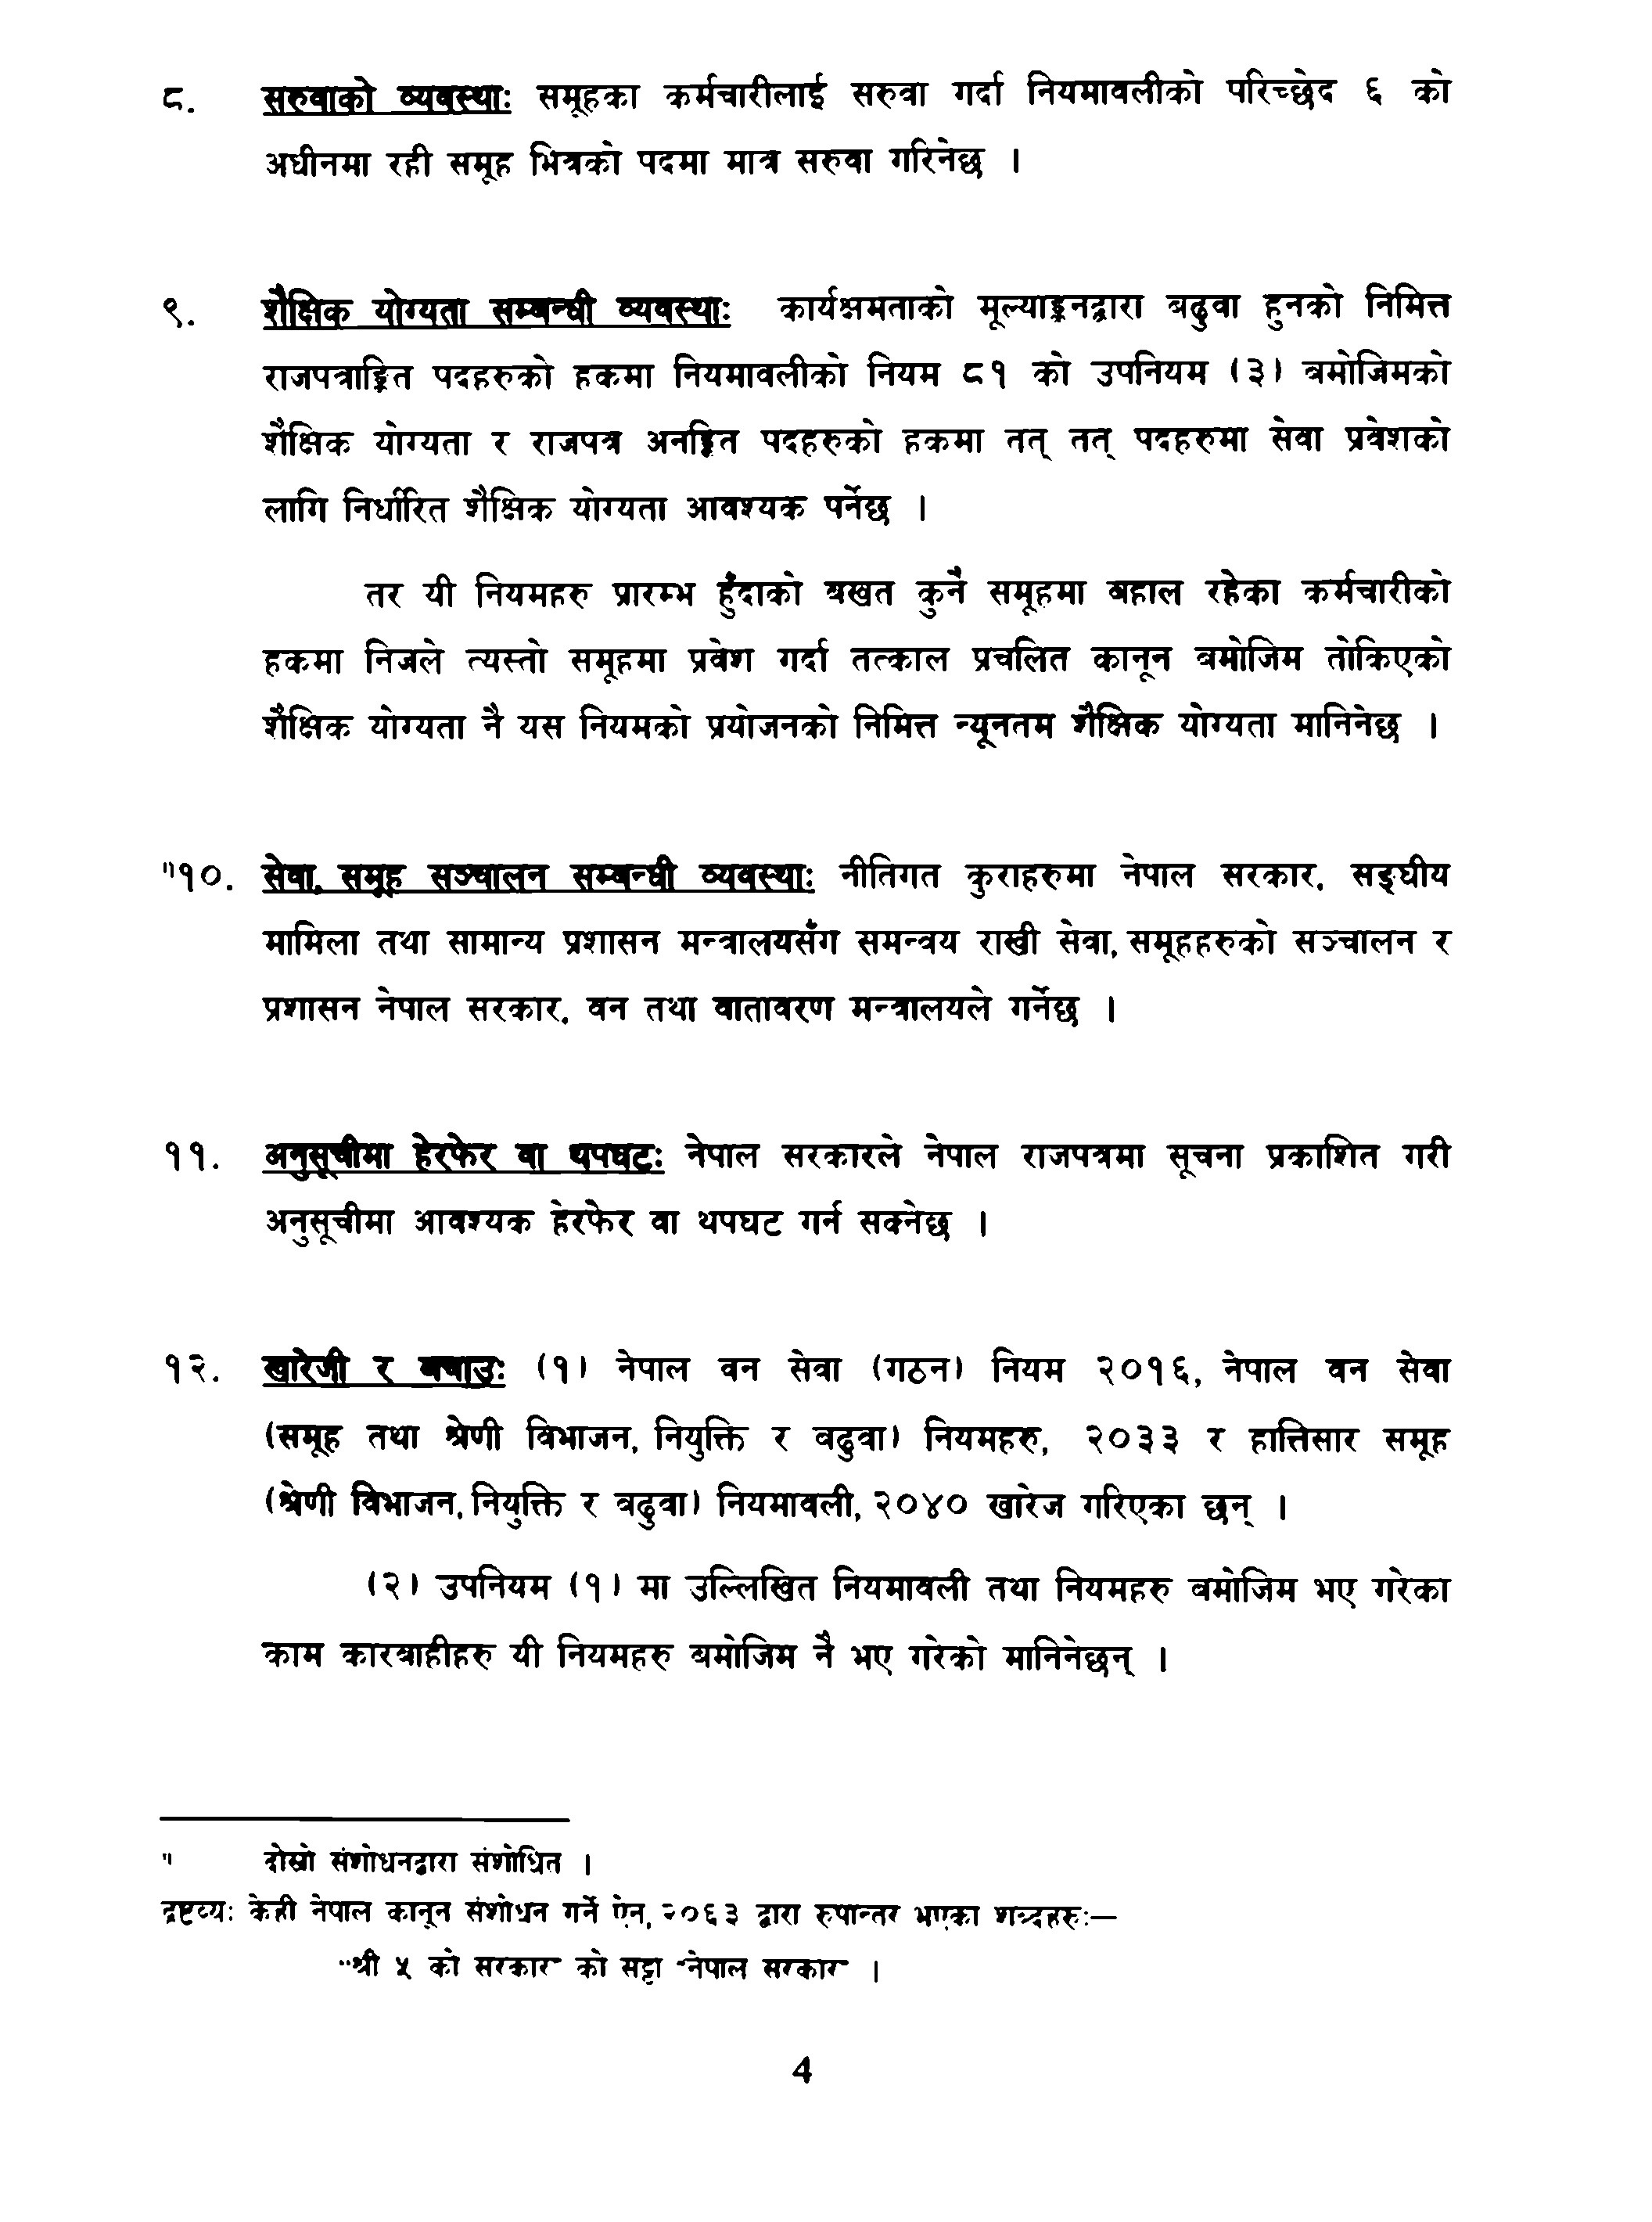 ८. सरुवाको व्यवस्थाः समूहका कर्मचारीलाई सरुवा गर्दा नियमावलीको परिच्छेद ६ को
अधीनमा रही समूह भित्रको पदमा मात्र सरुवा गरिनेछ ।
९. शैक्षिक योग्यता सम्बन्धी व्यवस्थाः कार्यक्षमताको मूल्याङ्कनद्वारा बढुवा हुनको निमित्त
राजपत्राङ्कित पदहरुको हकमा नियमावलीको नियम ८१ को उपनियम (३) बमोजिमको
शैक्षिक योग्यता र राजपत्र अनङ्कित पदहरुको हकमा तत् तत् पदहरुमा सेवा प्रवेशको
लागि निर्धारित शैक्षिक योग्यता आवश्यक पर्नेछ ।
तर यी नियमहरु प्रारम्भ हुँदाको बखत कुनै समूहमा बहाल रहेका कर्मचारीको
हकमा निजले त्यस्तो समूहमा प्रवेश गर्दा तत्काल प्रचलित कानून बमोजिम तोकिएको
शैक्षिक योग्यता नै यस नियमको प्रयोजनको निमित्त न्यूनतम शैक्षिक योग्यता मानिनेछ ।
"१०. सेवा, समूह सञ्चालन सम्बन्धी व्यवस्थाः नीतिगत कुराहरुमा नेपाल सरकार, सङ्घीय
मामिला तथा सामान्य प्रशासन मन्त्रालयसँग समन्वय राखी सेवा, समूहहरुको सञ्चालन र
प्रशासन नेपाल सरकार, वन तथा वातावरण मन्त्रालयले गर्नेछ ।
११. अनुसूचीमा हेरफेर वा थपघटः नेपाल सरकारले नेपाल राजपत्रमा सूचना प्रकाशित गरी
अनुसूचीमा आवश्यक हेरफेर वा थपघट गर्न सक्नेछ ।
१२. खारेजी र बचाउः (१) नेपाल वन सेवा (गठन) नियम २०१६, नेपाल वन सेवा
(समूह तथा श्रेणी विभाजन, नियुक्ति र बढुवा) नियमहरु, २०३३ र हात्तिसार समूह
(श्रेणी विभाजन, नियुक्ति र बढुवा) नियमावली, २०४० खारेज गरिएका छन् ।
(२) उपनियम (१) मा उल्लिखित नियमावली तथा नियमहरु बमोजिम भए गरेका
काम कारवाहीहरु यी नियमहरु बमोजिम नै भए गरेको मानिनेछन् ।
" दोस्रो संशोधनद्वारा संशोधित ।
द्रष्टव्यः केही नेपाल कानून संशोधन गर्ने ऐन, २०६३ द्वारा रुपान्तर भएका शब्दहरुः—
"श्री ५ को सरकार" को सट्टा "नेपाल सरकार" ।
4